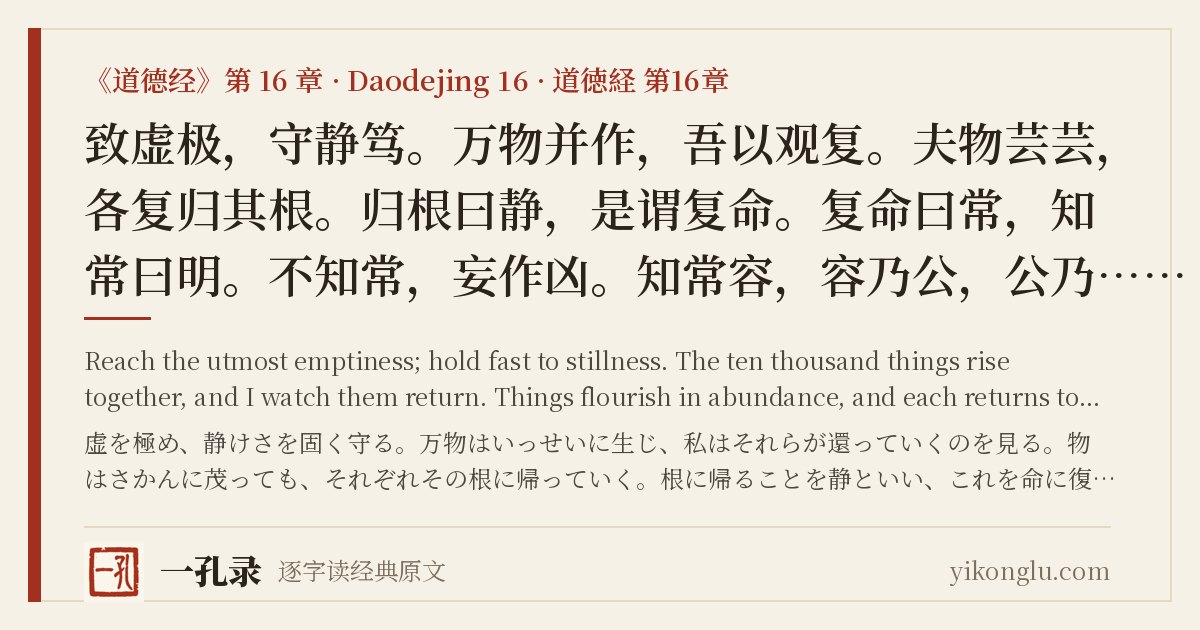 《道德经》第 16 章 · Daodejing 16 · 道徳経 第16章
致虚极，守静笃。万物并作，吾以观复。夫物芸芸，
各复归其根。归根曰静，是谓复命。复命曰常，知
常曰明。不知常，妄作凶。知常容，容乃公，公乃……
Reach the utmost emptiness; hold fast to stillness. The ten thousand things rise
together, and I watch them return. Things flourish in abundance, and each returns to...
虚を極め、静けさを固く守る。万物はいっせいに生じ、私はそれらが還っていくのを見る。物
はさかんに茂っても、それぞれその根に帰っていく。根に帰ることを静といい、これを命に復…
一孔
一孔录 逐字读经典原文
yikonglu.com